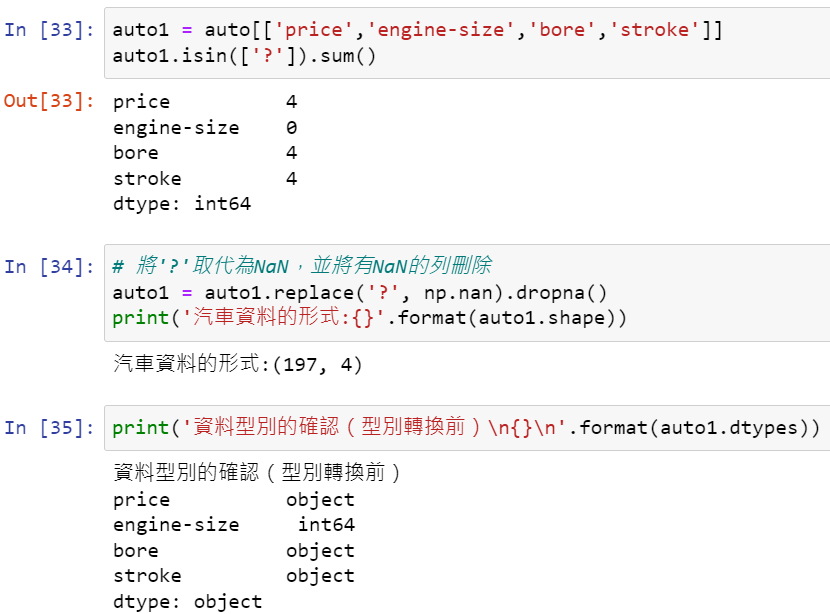 In [33]: auto1 = auto[['price','engine-size','bore','stroke']]
auto1.isin(['?']).sum()
Out[33]: price          4
engine-size    0
bore           4
stroke         4
dtype: int64
In [34]: # 將'?'取代為NaN，並將有NaN的列刪除
auto1 = auto1.replace('?', np.nan).dropna()
print('汽車資料的形式:{}'.format(auto1.shape))
汽車資料的形式:(197, 4)
In [35]: print('資料型別的確認（型別轉換前）\n{}\n'.format(auto1.dtypes))
資料型別的確認（型別轉換前）
price          object
engine-size     int64
bore           object
stroke         object
dtype: object